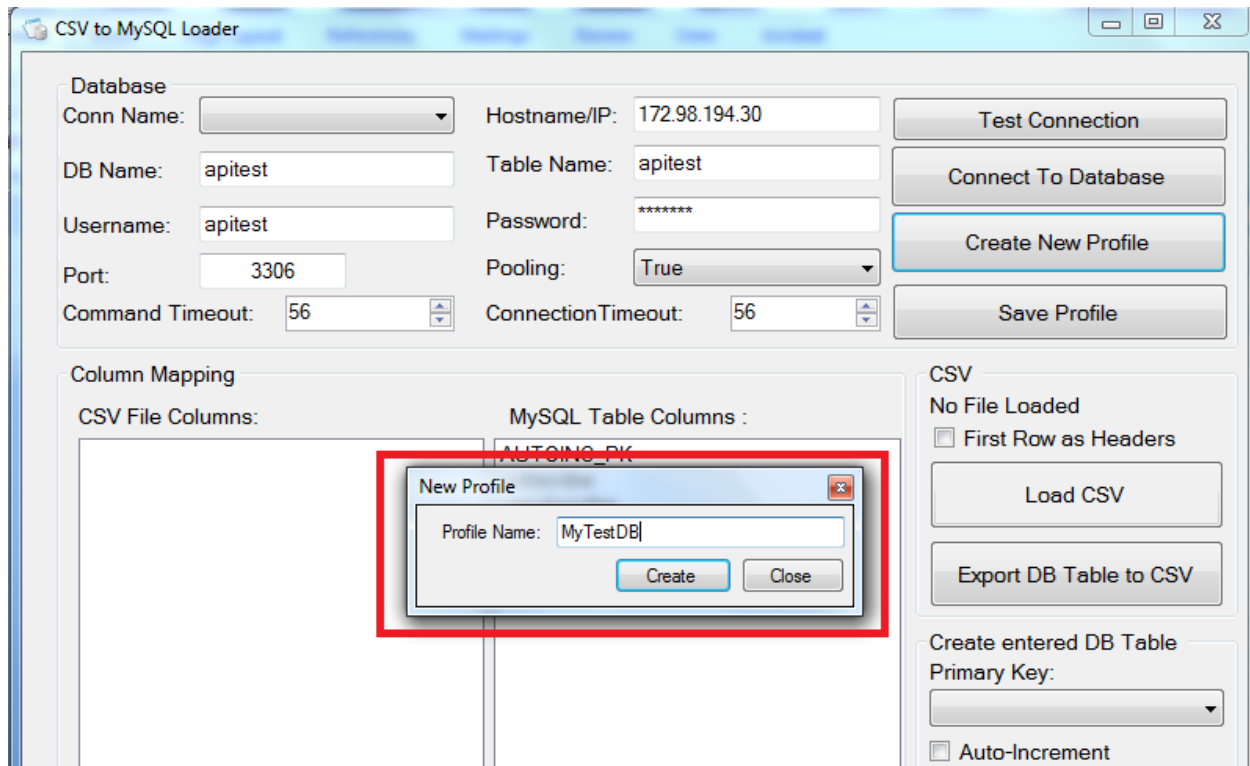 CSV to MySQL Loader
Database
Conn Name:
Hostname/IP: 172.98.194.30
Test Connection
DB Name: apitest
Table Name: apitest
Connect To Database
Username: apitest
Password: *******
Create New Profile
Port: 3306
Pooling: True
Command Timeout: 56
ConnectionTimeout: 56
Save Profile
Column Mapping
CSV File Columns:
MySQL Table Columns :
AUTOINC_PK
New Profile
Profile Name: MyTestDB
Create
Close
CSV
No File Loaded
First Row as Headers
Load CSV
Export DB Table to CSV
Create entered DB Table
Primary Key:
Auto-Increment